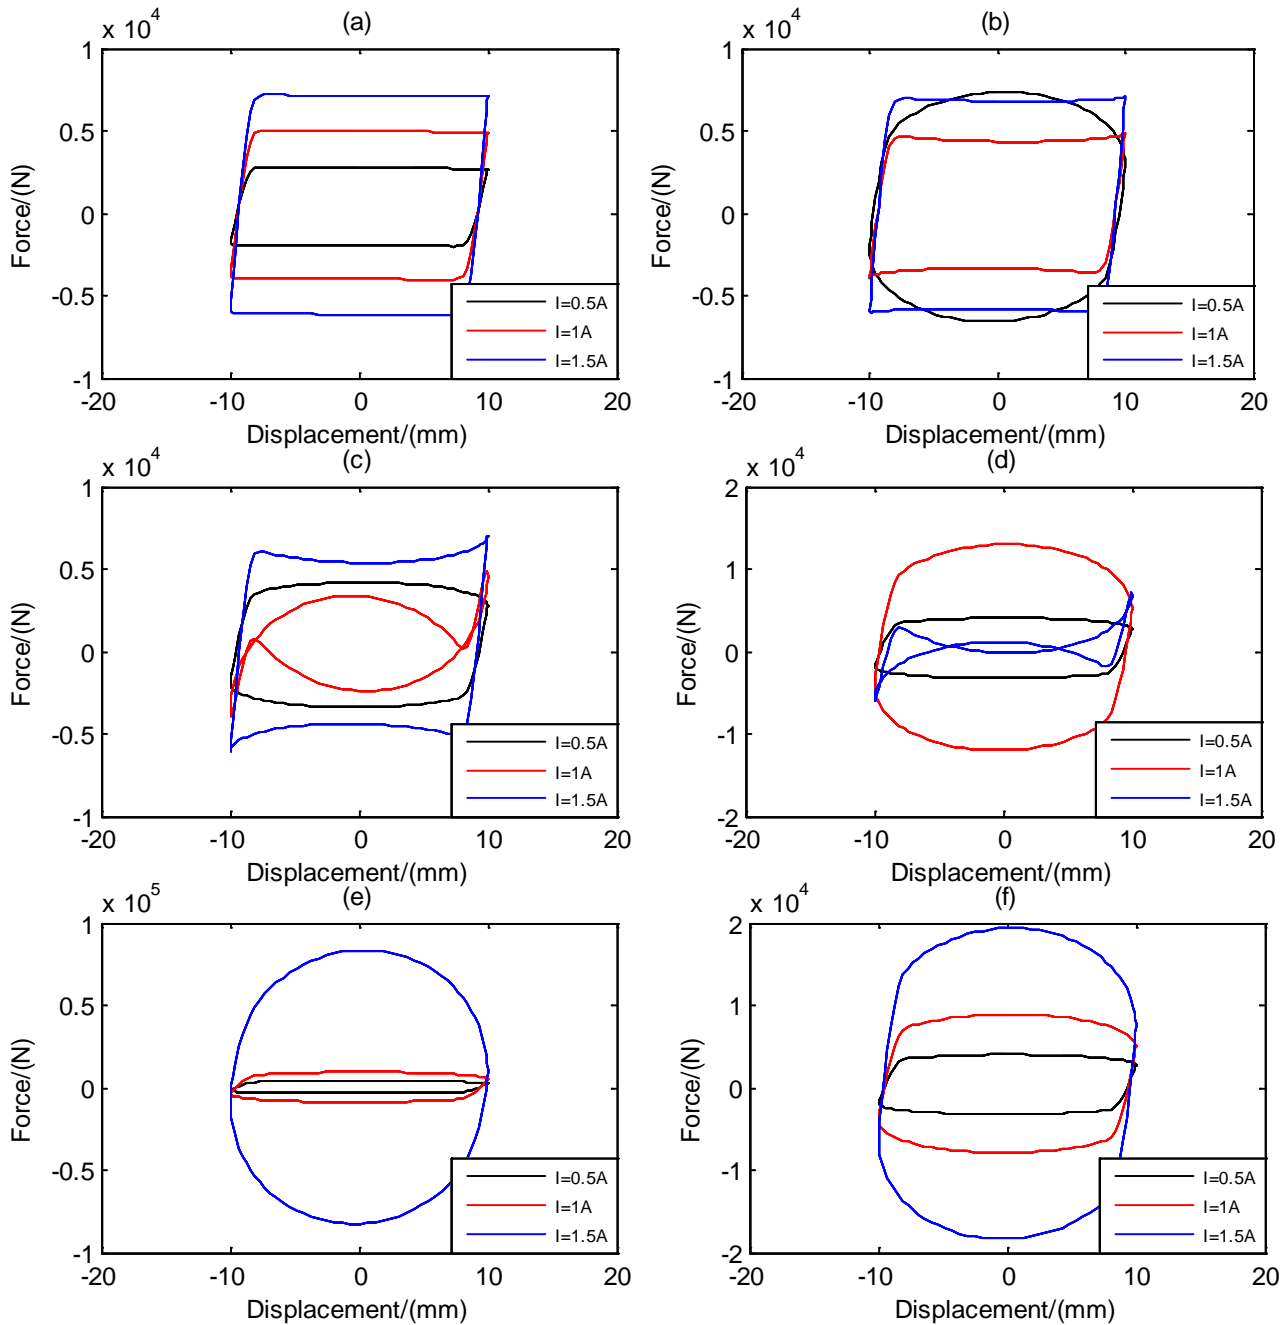 x 10^4 (a)
1
0.5
0
-0.5
-1
Force/(N)
I=0.5A
I=1A
I=1.5A
-20 -10 0 10 20
Displacement/(mm)
(b)
x 10^4
1
0.5
0
-0.5
-1
Force/(N)
I=0.5A
I=1A
I=1.5A
-20 -10 0 10 20
Displacement/(mm)
x 10^4 (c)
1
0.5
0
-0.5
-1
Force/(N)
I=0.5A
I=1A
I=1.5A
-20 -10 0 10 20
Displacement/(mm)
x 10^4 (d)
2
1
0
-1
-2
Force/(N)
I=0.5A
I=1A
I=1.5A
-20 -10 0 10 20
Displacement/(mm)
x 10^5 (e)
1
0.5
0
-0.5
-1
Force/(N)
I=0.5A
I=1A
I=1.5A
-20 -10 0 10 20
Displacement/(mm)
x 10^4 (f)
2
1
0
-1
-2
Force/(N)
I=0.5A
I=1A
I=1.5A
-20 -10 0 10 20
Displacement/(mm)